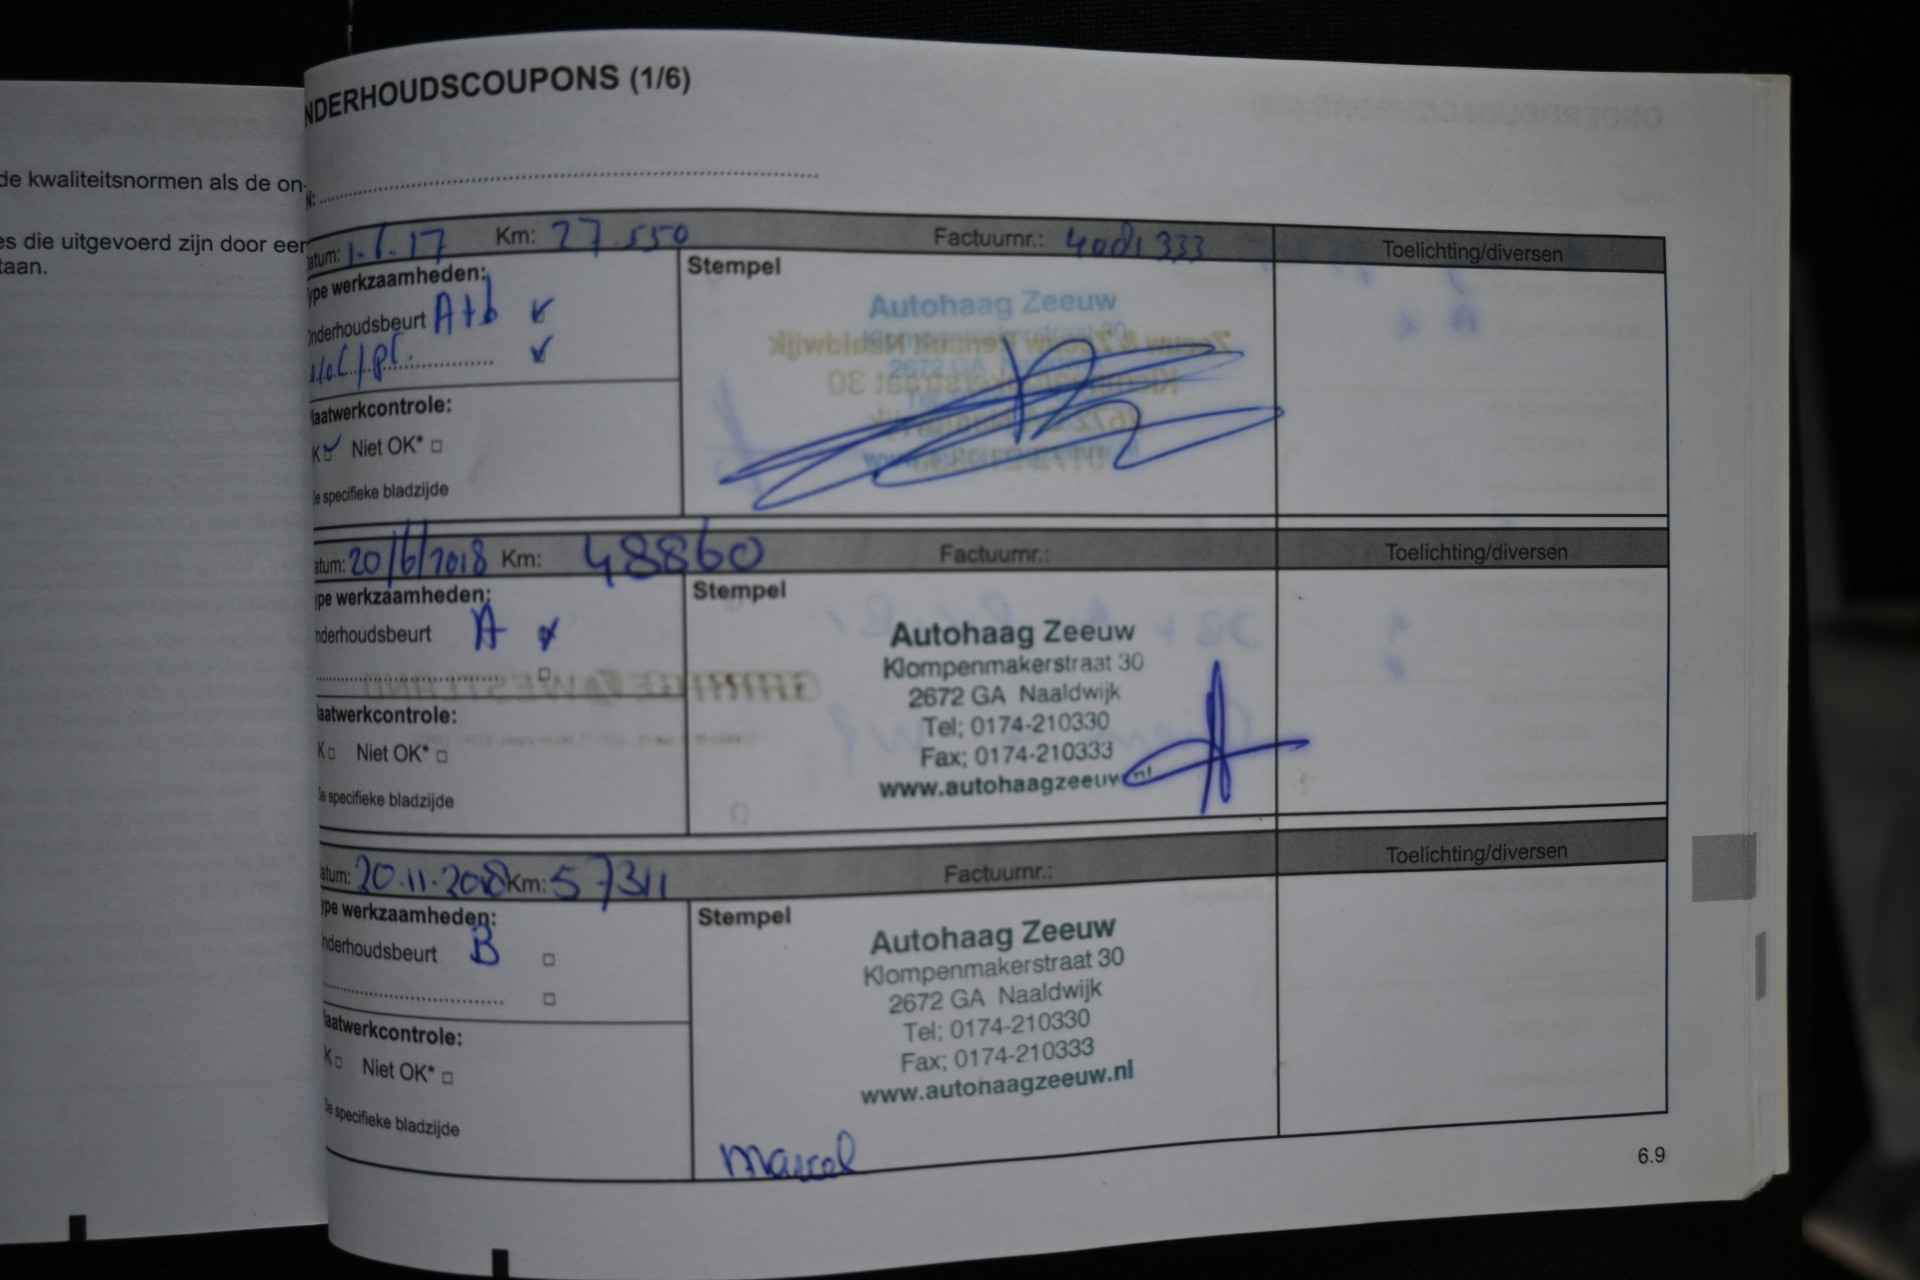 de kwaliteitsnormen als de on-
es die uitgevoerd zijn door een
taan.
NDERHOUDSCOUPONS (1/6)
N:
atum: 1.6.17 Km: 27.550 Factuurnr.: Toelichting/diversen
ype werkzaamheden:
Onderhoudsbeurt A+b
Stempel
Autohaag Zeeuw
aatwerkcontrole:
K Niet OK*
ie specifieke bladzijde
atum: 20/6/2018 Km: 48860 Factuurnr.: Toelichting/diversen
ype werkzaamheden:
nderhoudsbeurt A
aatwerkcontrole:
K Niet OK*
ie specifieke bladzijde
Stempel
Autohaag Zeeuw
Klompenmakerstraat 30
2672 GA Naaldwijk
Tel; 0174-210330
Fax; 0174-210333
www.autohaagzeeuw.nl
atum: 20.11.2018 Km: 57311 Factuurnr.: Toelichting/diversen
ype werkzaamheden:
nderhoudsbeurt B
aatwerkcontrole:
K Niet OK*
ie specifieke bladzijde
Stempel
Autohaag Zeeuw
Klompenmakerstraat 30
2672 GA Naaldwijk
Tel; 0174-210330
Fax; 0174-210333
www.autohaagzeeuw.nl
Marcel
6.9